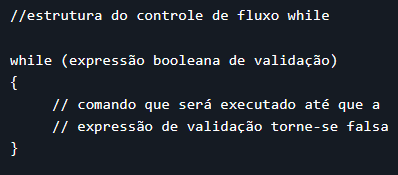 //estrutura do controle de fluxo while
while (expressão booleana de validação)
{
// comando que será executado até que a
// expressão de validação torne-se falsa
}